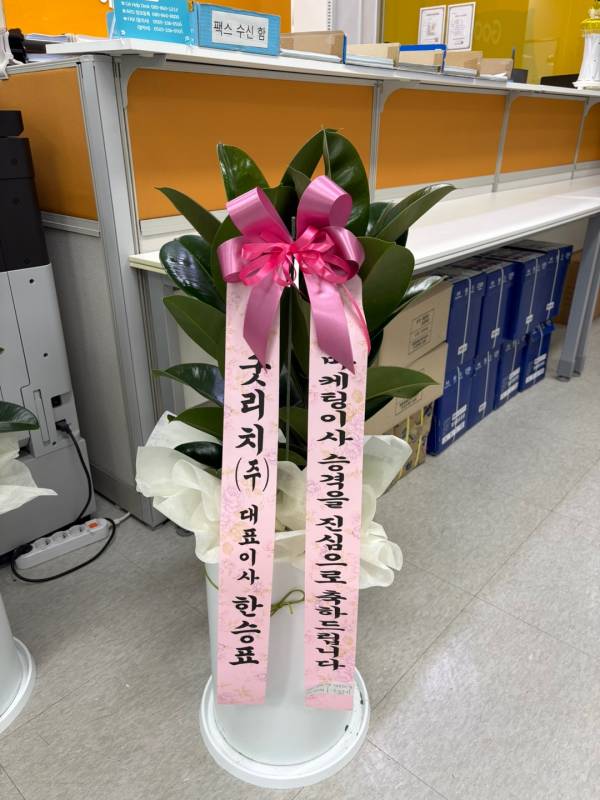 팩스 수신 함
굿리치(주) 대표이사 한승표
마케팅이사 승격을 진심으로 축하드립니다